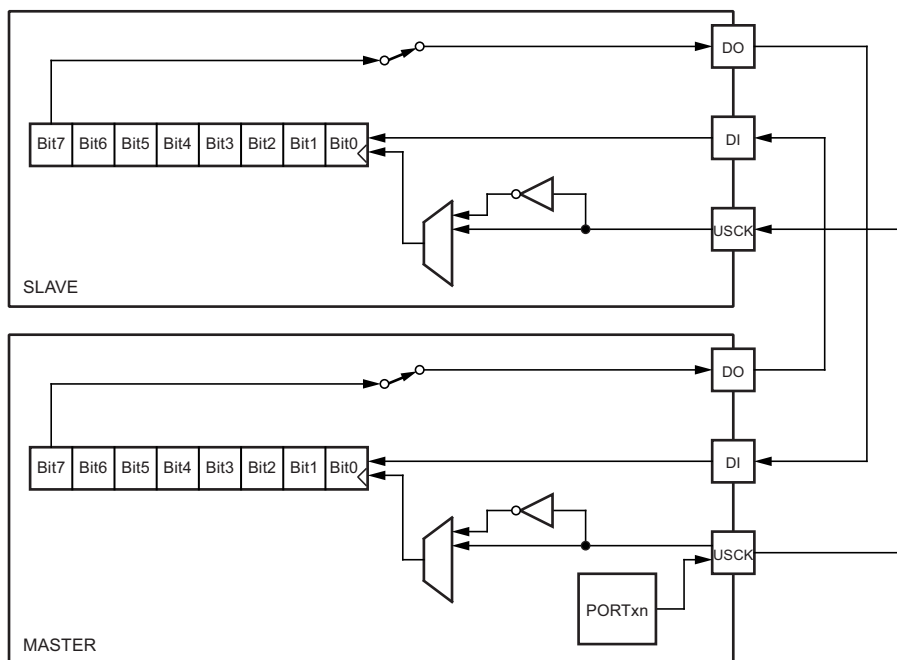 DO
Bit7 Bit6 Bit5 Bit4 Bit3 Bit2 Bit1 Bit0
DI
USCK
SLAVE
DO
Bit7 Bit6 Bit5 Bit4 Bit3 Bit2 Bit1 Bit0
DI
USCK
PORTxn
MASTER